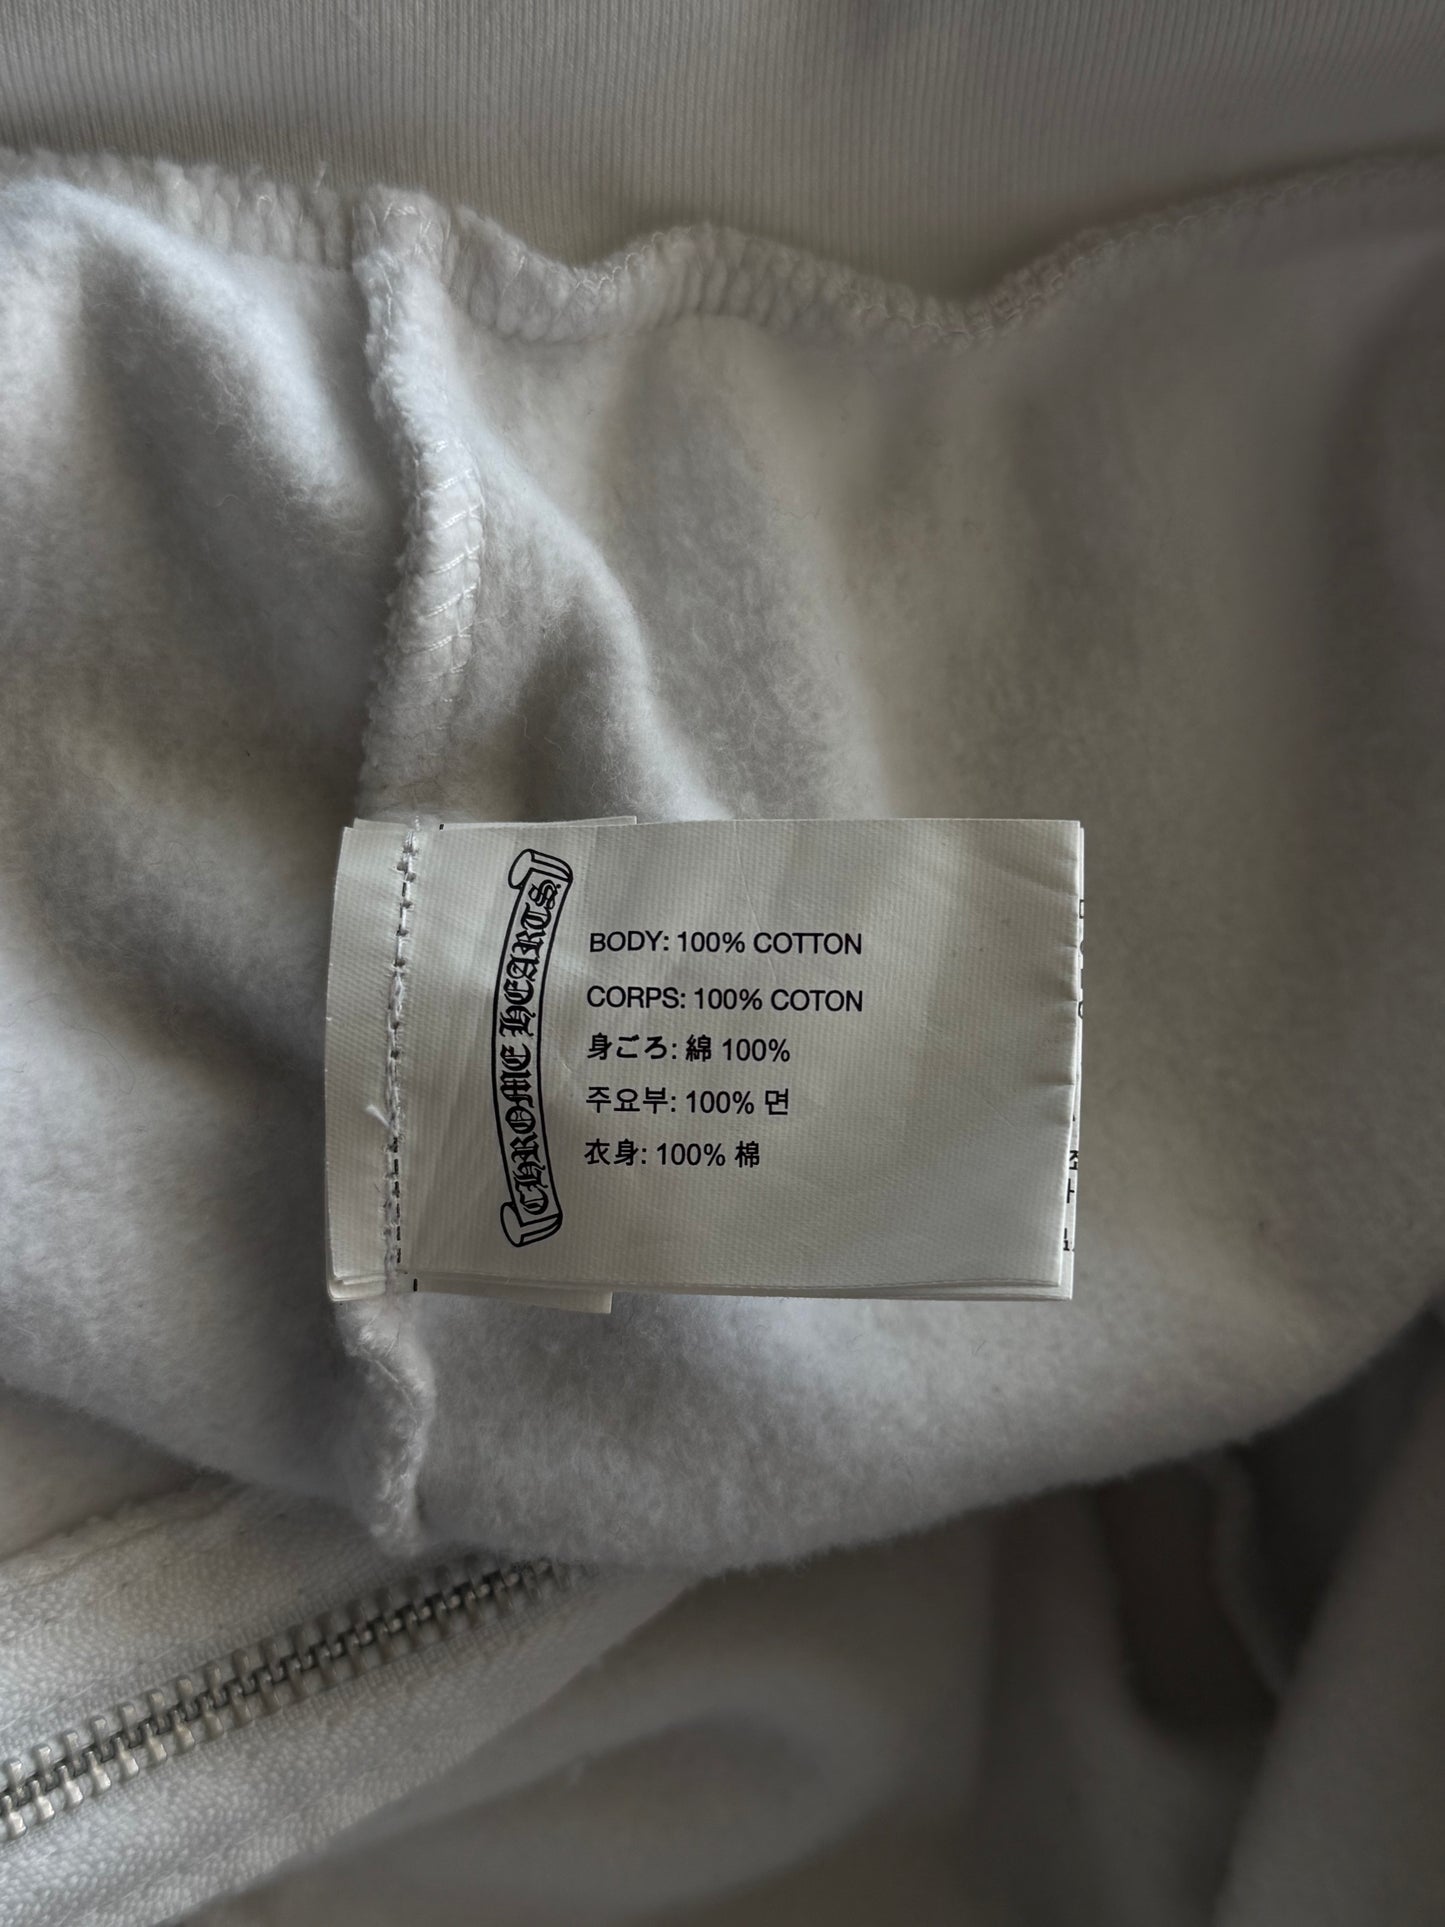 CHROME HEARTS
BODY: 100% COTTON
CORPS: 100% COTON
身ごろ: 綿 100%
주요부: 100% 면
衣身: 100% 棉